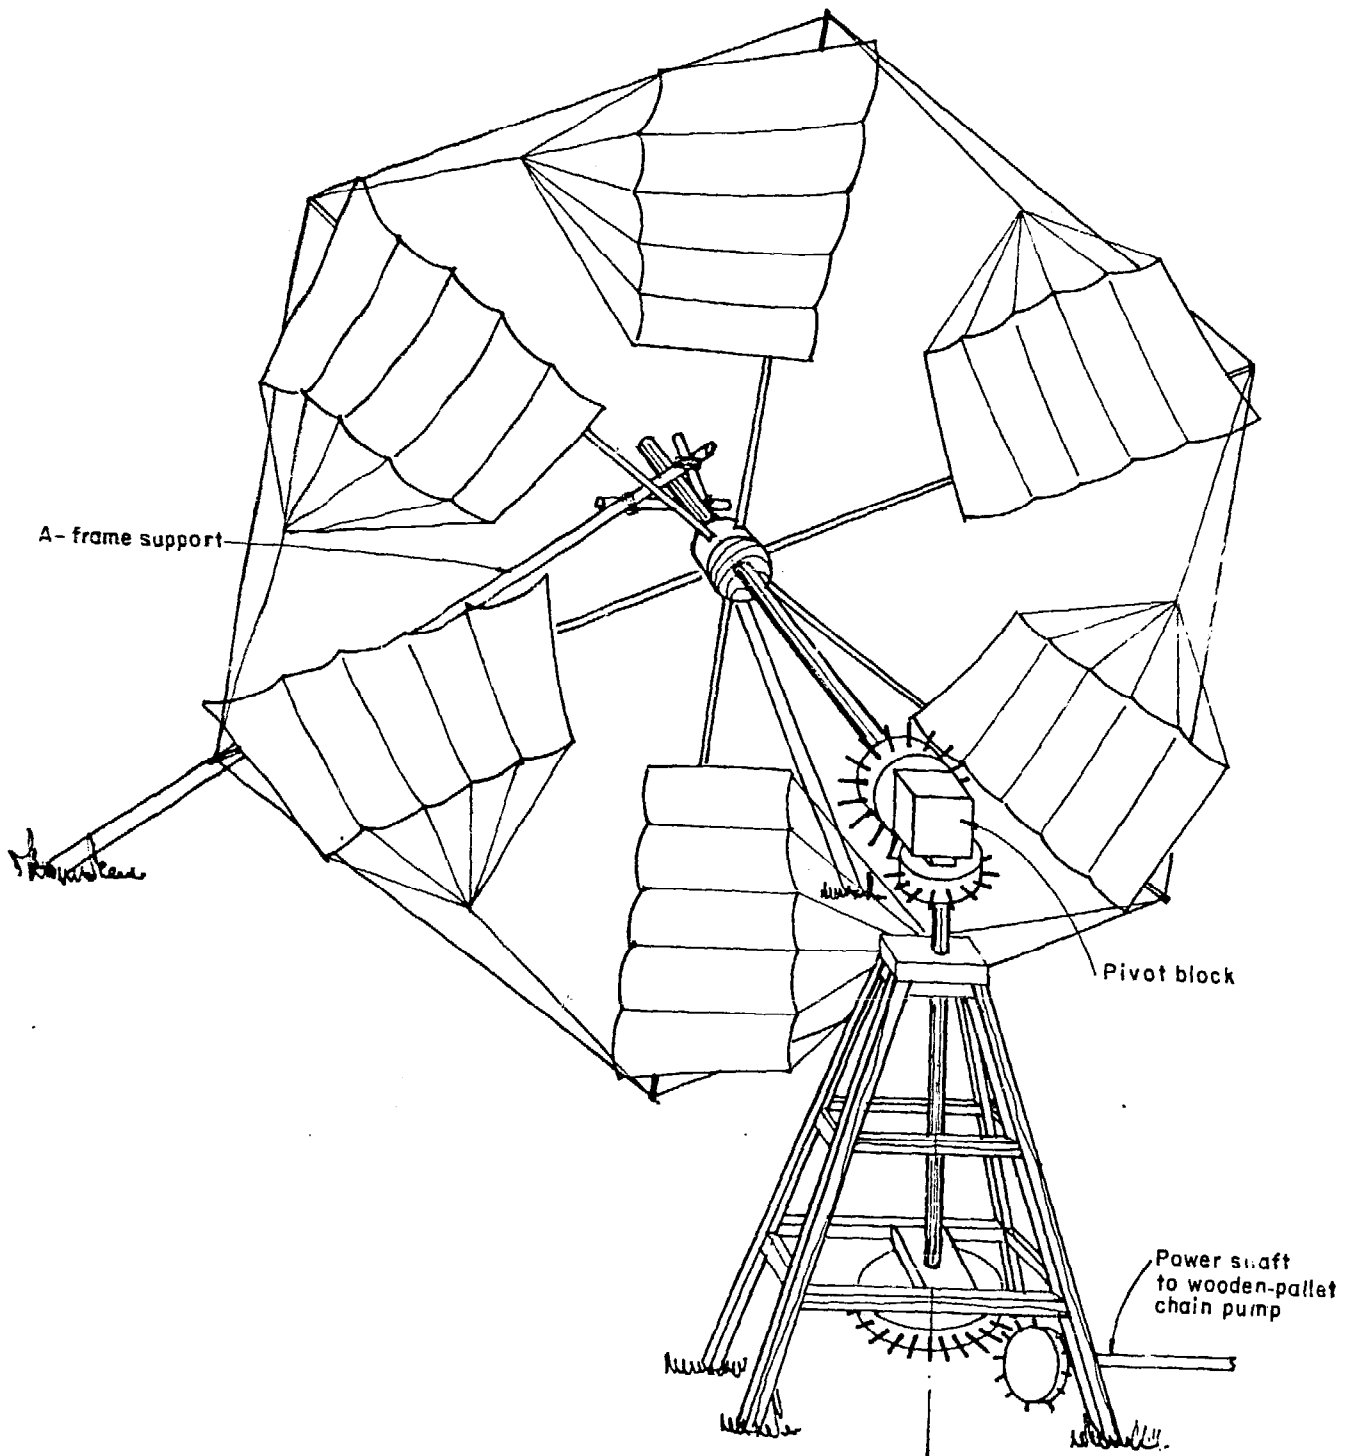 A-frame support
Pivot block
Power shaft
to wooden-pallet
chain pump